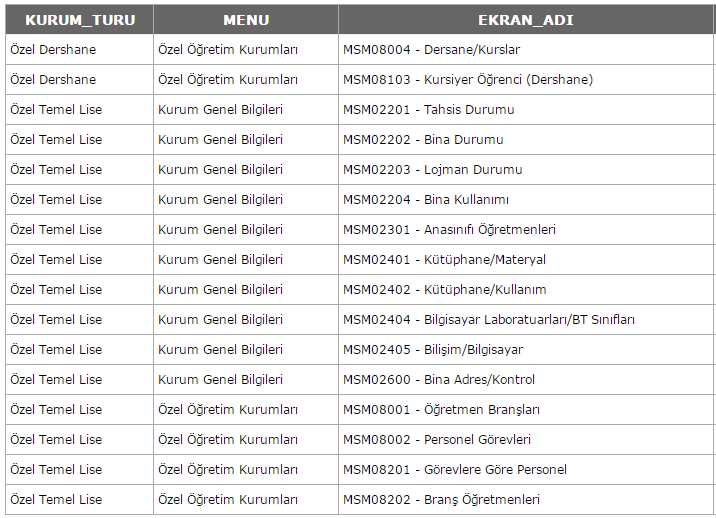 KURUM_TURU MENU EKRAN_ADI
Özel Dershane Özel Öğretim Kurumları MSM08004 - Dersane/Kurslar
Özel Dershane Özel Öğretim Kurumları MSM08103 - Kursiyer Öğrenci (Dershane)
Özel Temel Lise Kurum Genel Bilgileri MSM02201 - Tahsis Durumu
Özel Temel Lise Kurum Genel Bilgileri MSM02202 - Bina Durumu
Özel Temel Lise Kurum Genel Bilgileri MSM02203 - Lojman Durumu
Özel Temel Lise Kurum Genel Bilgileri MSM02204 - Bina Kullanımı
Özel Temel Lise Kurum Genel Bilgileri MSM02301 - Anasınıfı Öğretmenleri
Özel Temel Lise Kurum Genel Bilgileri MSM02401 - Kütüphane/Materyal
Özel Temel Lise Kurum Genel Bilgileri MSM02402 - Kütüphane/Kullanım
Özel Temel Lise Kurum Genel Bilgileri MSM02404 - Bilgisayar Laboratuarları/BT Sınıfları
Özel Temel Lise Kurum Genel Bilgileri MSM02405 - Bilişim/Bilgisayar
Özel Temel Lise Kurum Genel Bilgileri MSM02600 - Bina Adres/Kontrol
Özel Temel Lise Özel Öğretim Kurumları MSM08001 - Öğretmen Branşları
Özel Temel Lise Özel Öğretim Kurumları MSM08002 - Personel Görevleri
Özel Temel Lise Özel Öğretim Kurumları MSM08201 - Görevlere Göre Personel
Özel Temel Lise Özel Öğretim Kurumları MSM08202 - Branş Öğretmenleri